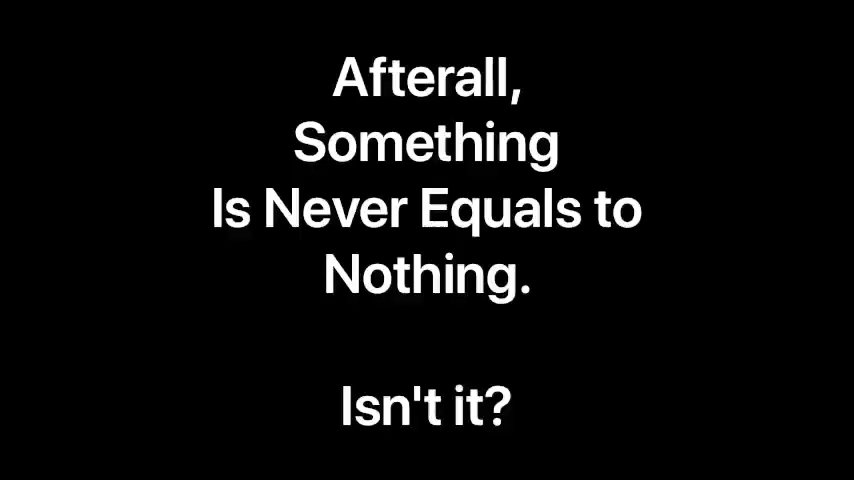 Afterall,
Something
Is Never Equals to
Nothing.
Isn't it?